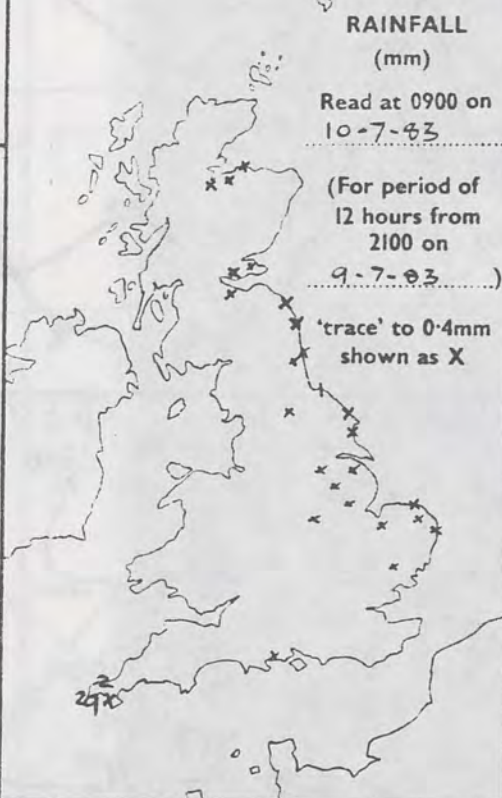 RAINFALL
(mm)
Read at 0900 on
10-7-83
(For period of
12 hours from
2100 on
9-7-83 )
'trace' to 0·4mm
shown as X
2